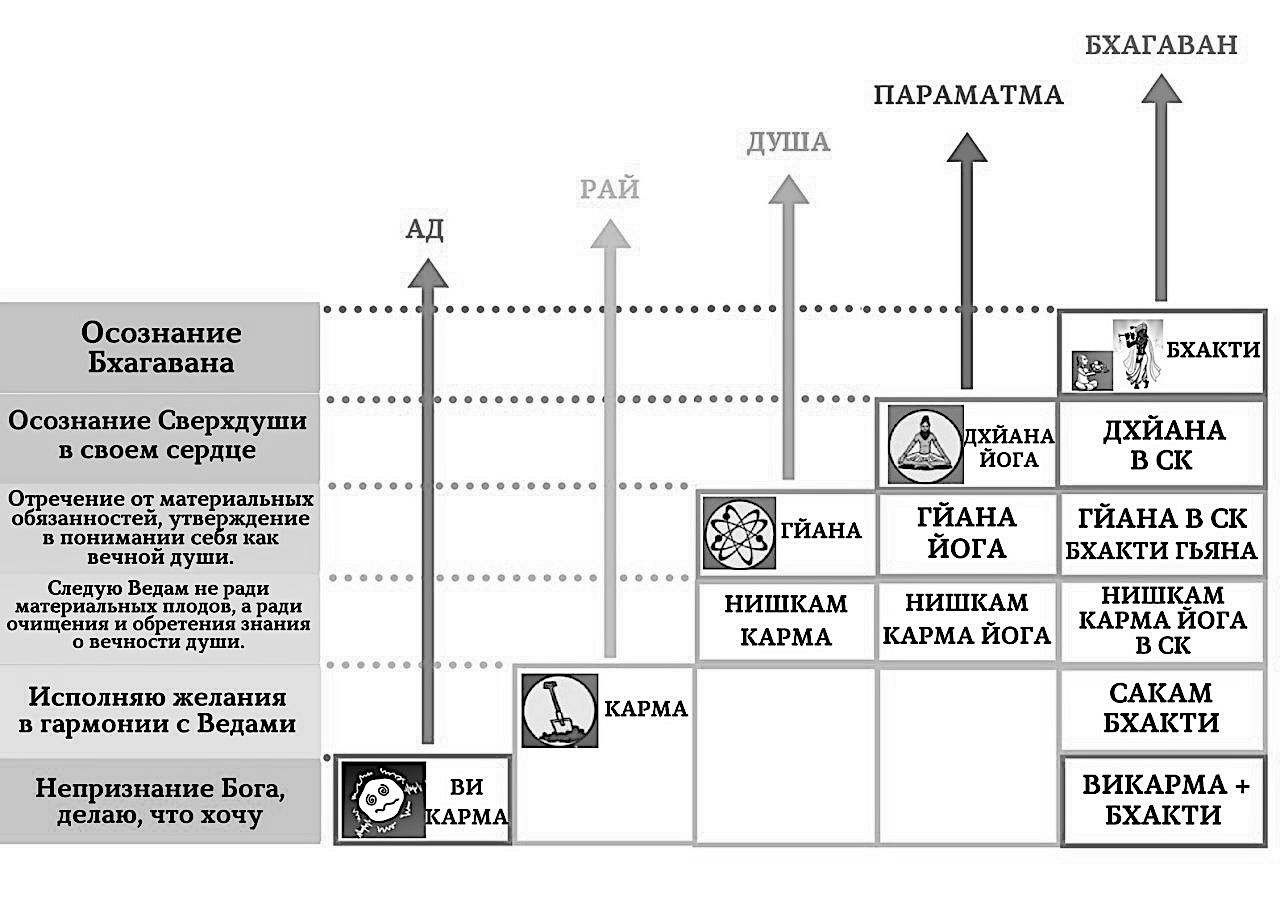 БХАГАВАН
ПАРАМАТМА
ДУША
РАЙ
АД
Осознание
Бхагавана
БХАКТИ
Осознание Сверхдуши
в своем сердце
ДХЙАНА
ЙОГА
ДХЙАНА
В СК
Отречение от материальных
обязанностей, утверждение
в понимании себя как
вечной души.
ГЙАНА
ГЙАНА
ЙОГА
ГЙАНА В СК
БХАКТИ ГЬЯНА
Следую Ведам не ради
материальных плодов, а ради
очищения и обретения знания
о вечности души.
НИШКАМ
КАРМА
НИШКАМ
КАРМА ЙОГА
НИШКАМ
КАРМА ЙОГА
В СК
Исполняю желания
в гармонии с Ведами
КАРМА
САКАМ
БХАКТИ
Непризнание Бога,
делаю, что хочу
ВИ
КАРМА
ВИКАРМА +
БХАКТИ